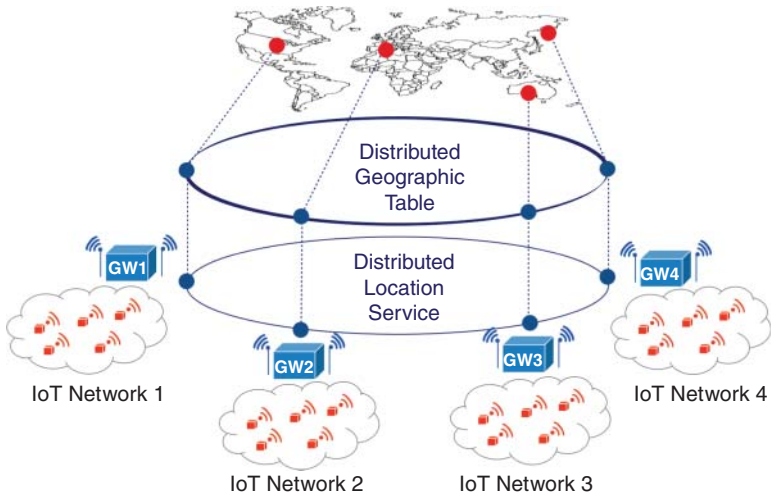 Distributed
Geographic
Table
Distributed
Location
Service
GW1
GW4
GW2
GW3
IoT Network 1
IoT Network 4
IoT Network 2
IoT Network 3